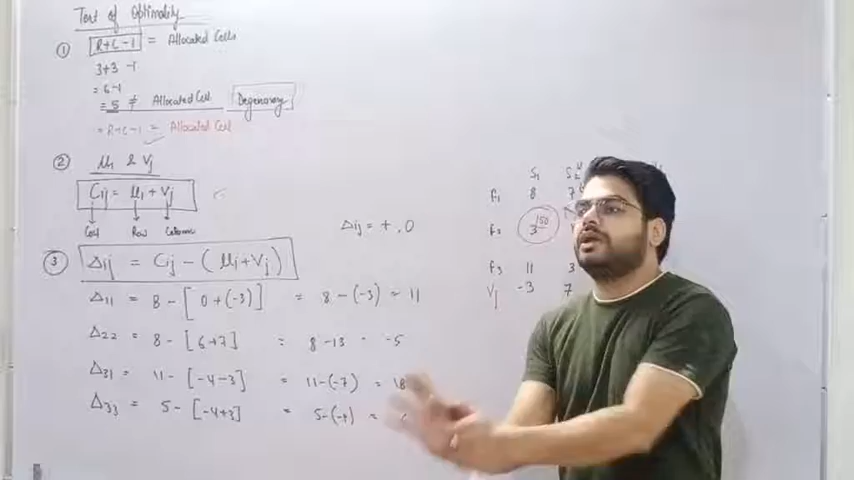 Test of Optimality
① R+C-1 = Allocated Cells
3+3-1
= 6-1
= 5 ≠ Allocated Cell Degeneracy
= R+C-1 = Allocated Cell
② Ui & Vj
Cij = Ui + Vj
Cost Row Column
Δij = + , 0
③ Δij = Cij - (Ui+Vj)
Δ11 = 8 - [0+(-3)] = 8-(-3) = 11
Δ22 = 8 - [6+7] = 8-13 = -5
Δ31 = 11 - [-4-3] = 11-(-7) = 18
Δ33 = 5 - [-4+3] = 5-(-1) =
S1 S2
F1 8 7
F2 3 150
F3 11 3
Vj -3 7